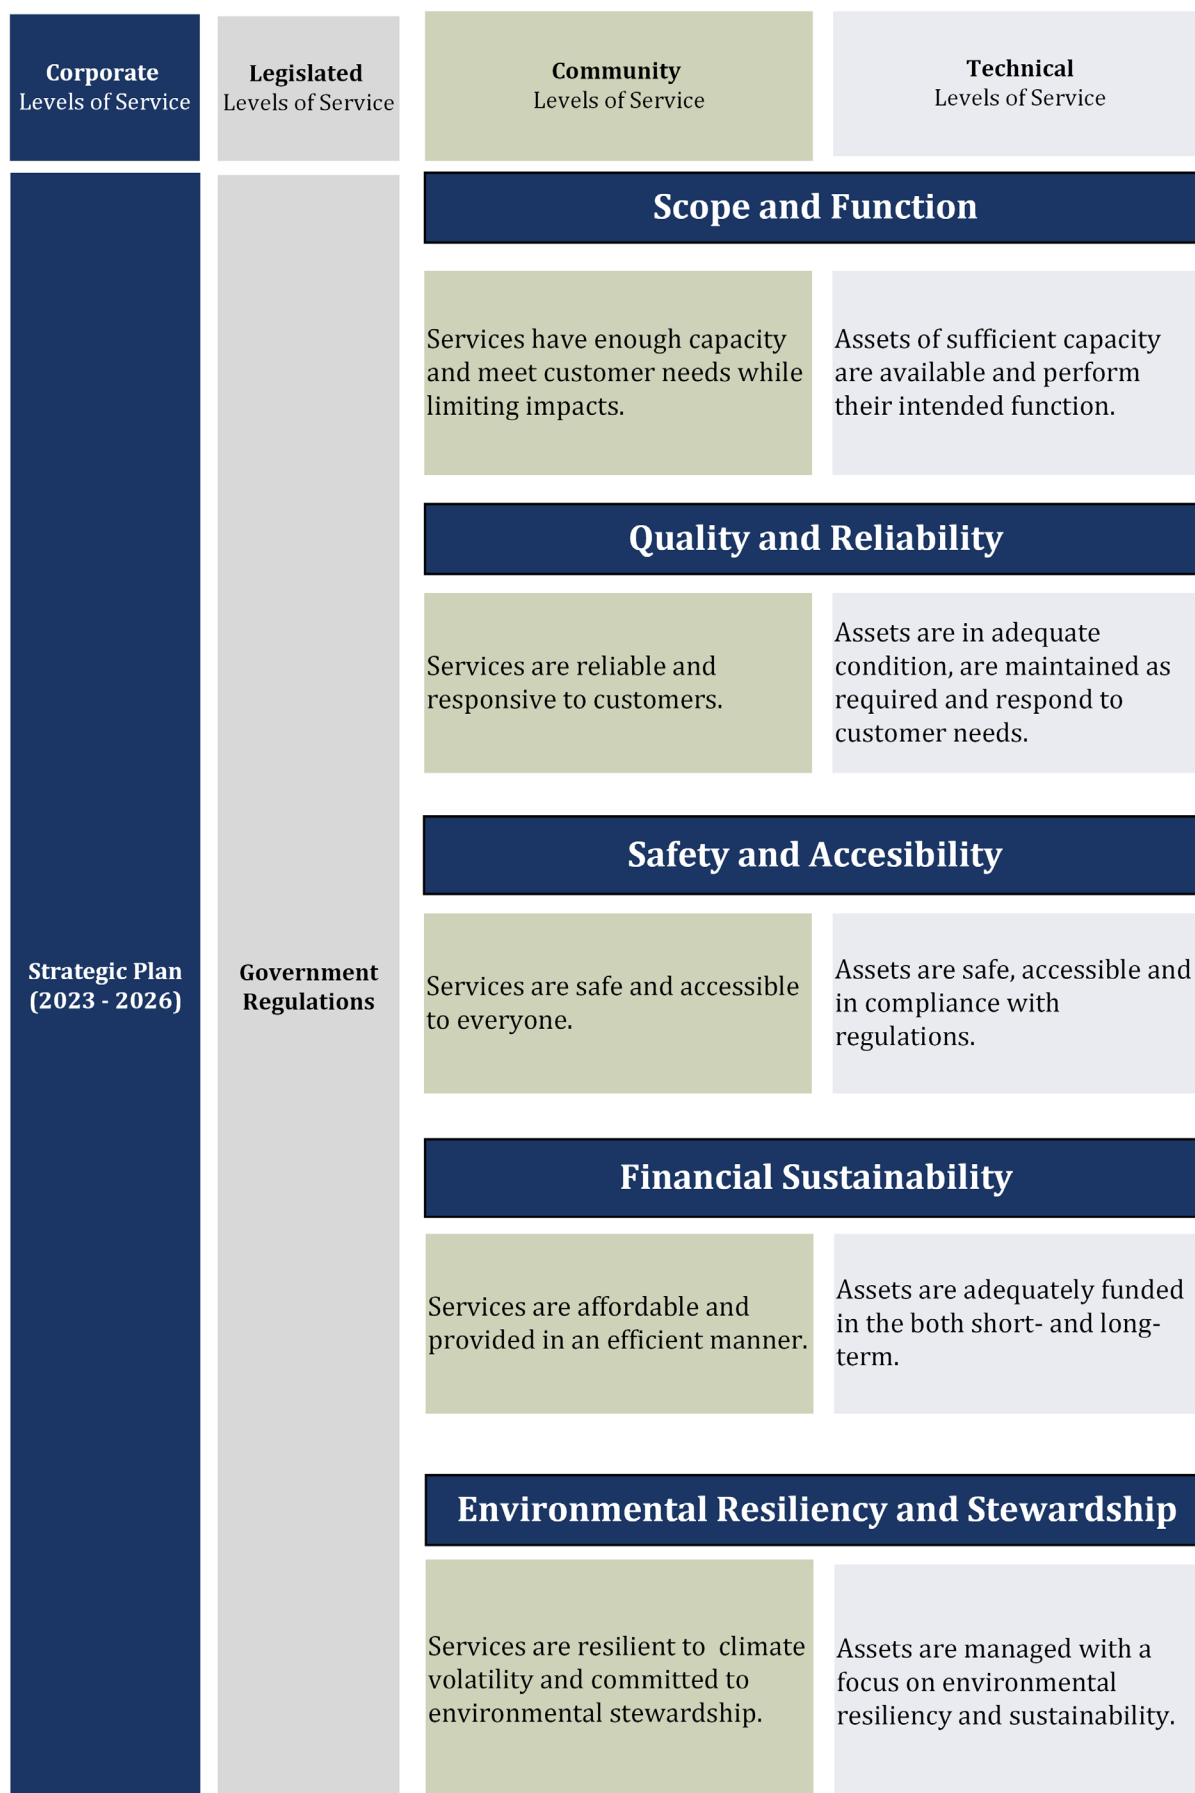 Corporate
Levels of Service
Legislated
Levels of Service
Community
Levels of Service
Technical
Levels of Service
Strategic Plan
(2023 - 2026)
Government
Regulations
Scope and Function
Services have enough capacity
and meet customer needs while
limiting impacts.
Assets of sufficient capacity
are available and perform
their intended function.
Quality and Reliability
Services are reliable and
responsive to customers.
Assets are in adequate
condition, are maintained as
required and respond to
customer needs.
Safety and Accesibility
Services are safe and accessible
to everyone.
Assets are safe, accessible and
in compliance with
regulations.
Financial Sustainability
Services are affordable and
provided in an efficient manner.
Assets are adequately funded
in the both short- and long-
term.
Environmental Resiliency and Stewardship
Services are resilient to  climate
volatility and committed to
environmental stewardship.
Assets are managed with a
focus on environmental
resiliency and sustainability.